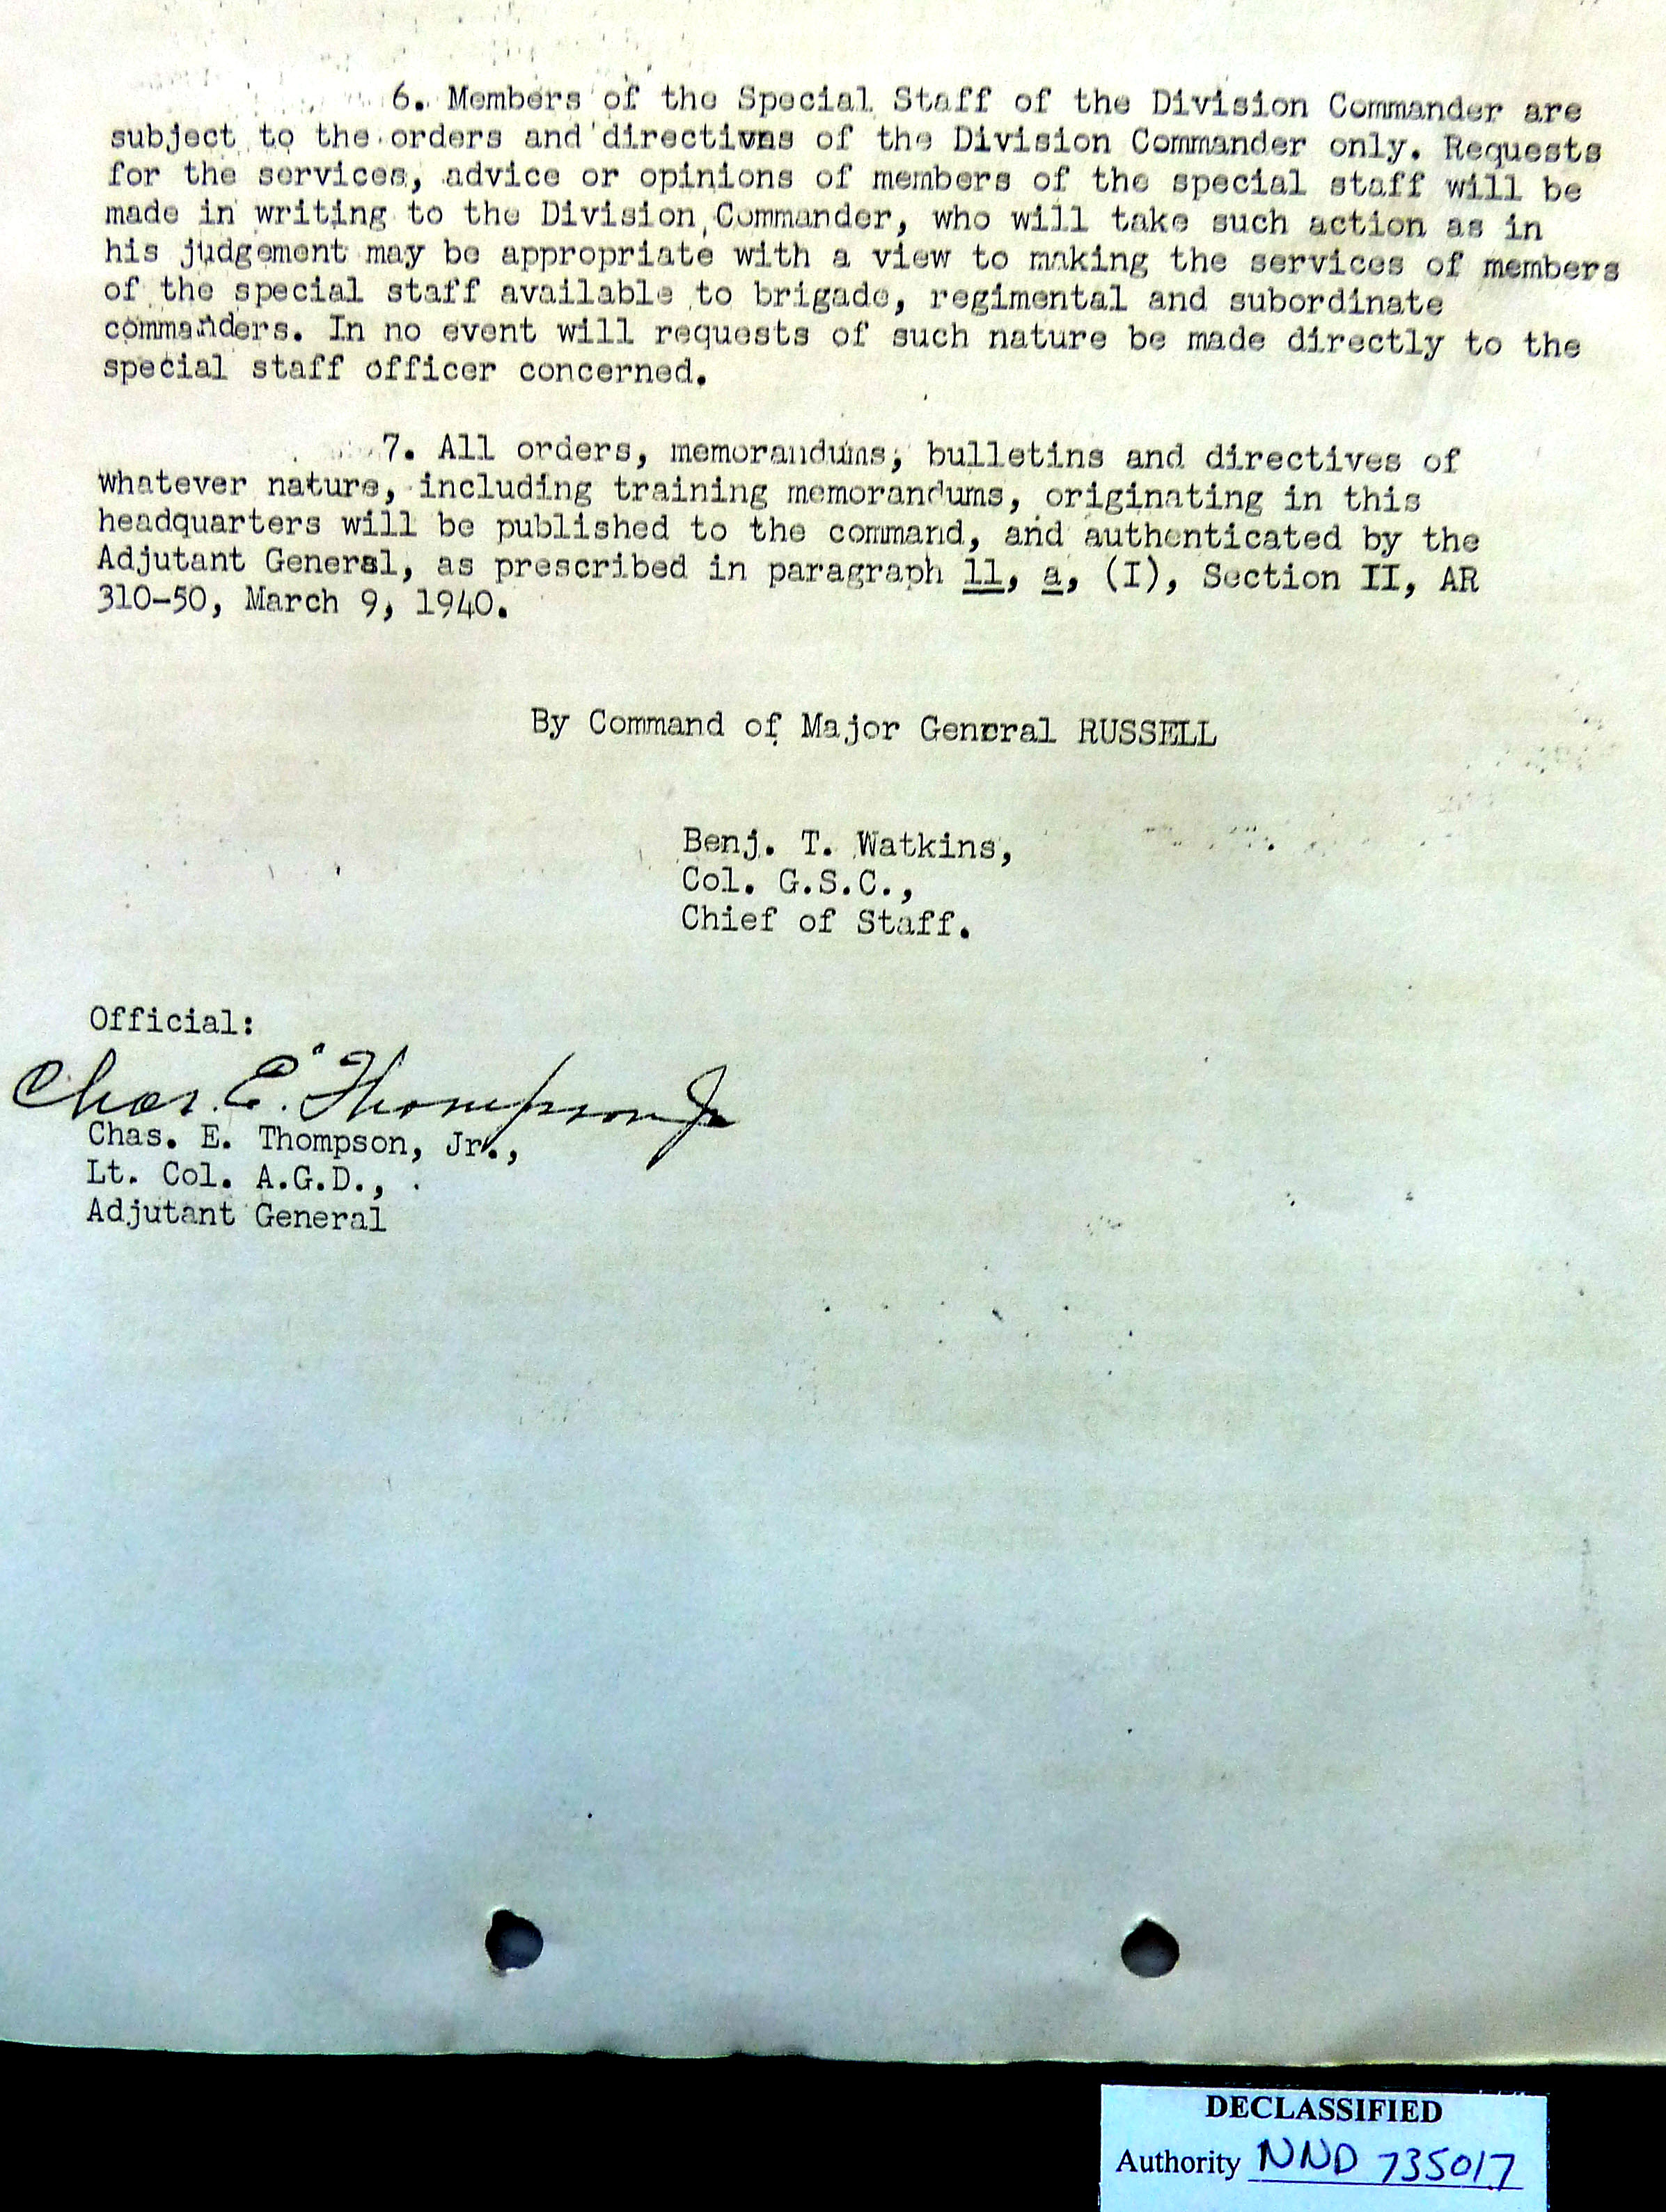 6. Members of the Special Staff of the Division Commander are
subject to the orders and directives of the Division Commander only. Requests
for the services, advice or opinions of members of the special staff will be
made in writing to the Division Commander, who will take such action as in
his judgement may be appropriate with a view to making the services of members
of the special staff available to brigade, regimental and subordinate
commanders. In no event will requests of such nature be made directly to the
special staff officer concerned.
7. All orders, memorandums, bulletins and directives of
whatever nature, including training memorandums, originating in this
headquarters will be published to the command, and authenticated by the
Adjutant General, as prescribed in paragraph 11, a, (I), Section II, AR
310-50, March 9, 1940.
By Command of Major General RUSSELL
Benj. T. Watkins,
Col. G.S.C.,
Chief of Staff.
Official:
Chas. E. Thompson Jr
Chas. E. Thompson, Jr.,
Lt. Col. A.G.D.,
Adjutant General
DECLASSIFIED
Authority NND 735017